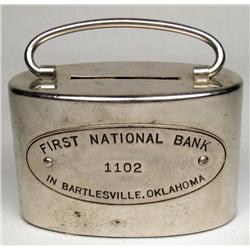 FIRST NATIONAL BANK
1102
IN BARTLESVILLE, OKLAHOMA